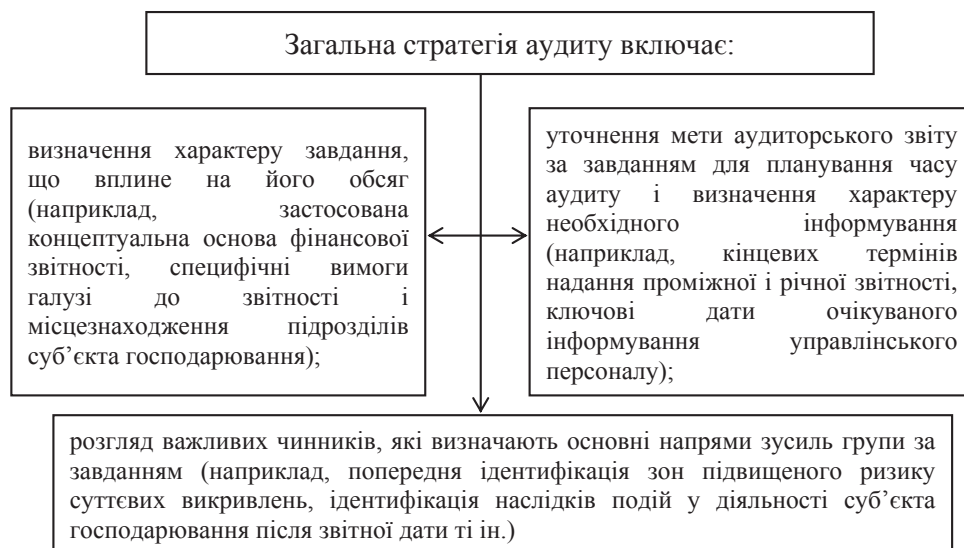 Загальна стратегія аудиту включає:
визначення характеру завдання,
що вплине на його обсяг
(наприклад, застосована
концептуальна основа фінансової
звітності, специфічні вимоги
галузі до звітності і
місцезнаходження підрозділів
суб’єкта господарювання);
уточнення мети аудиторського звіту
за завданням для планування часу
аудиту і визначення характеру
необхідного інформування
(наприклад, кінцевих термінів
надання проміжної і річної звітності,
ключові дати очікуваного
інформування управлінського
персоналу);
розгляд важливих чинників, які визначають основні напрями зусиль групи за
завданням (наприклад, попередня ідентифікація зон підвищеного ризику
суттєвих викривлень, ідентифікація наслідків подій у діяльності суб’єкта
господарювання після звітної дати ті ін.)